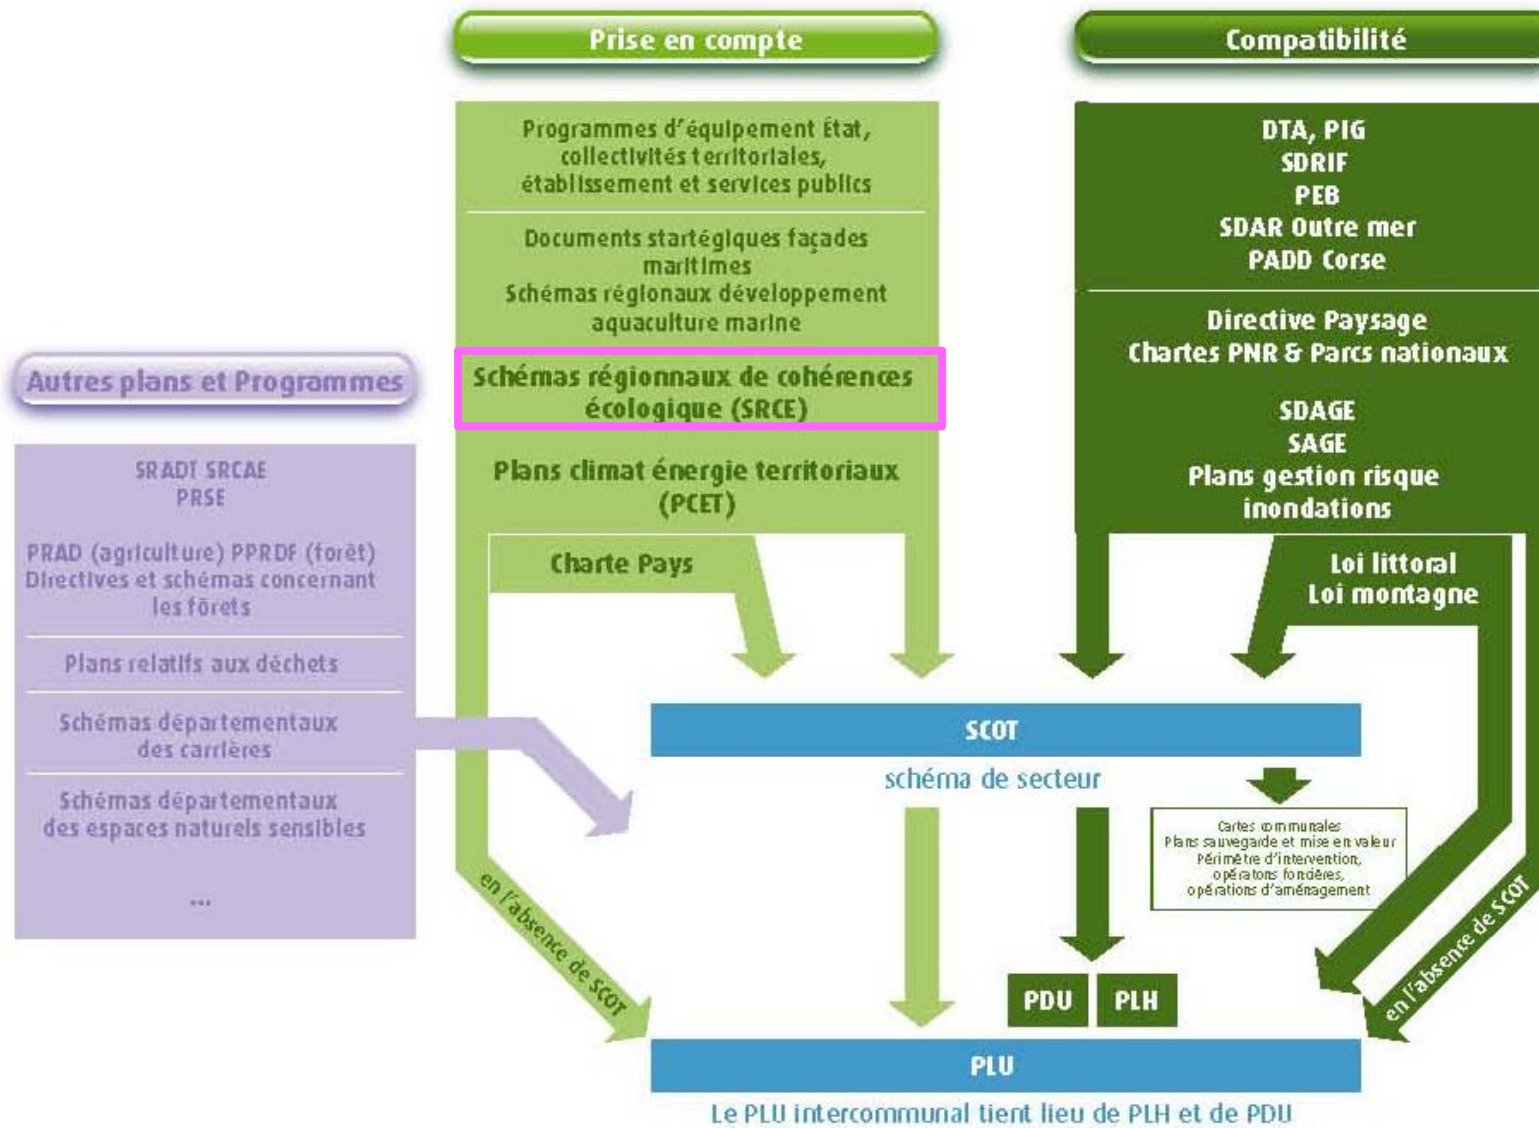 Prise en compte
Programmes d'équipement État,
collectivités territoriales,
établissement et services publics
Documents startégiques façades
maritimes
Schémas régionaux développement
aquaculture marine
Schémas régionnaux de cohérences
écologique (SRCE)
Plans climat énergie territoriaux
(PCET)
Charte Pays
Compatibilité
DTA, PIG
SDRIF
PEB
SDAR Outre mer
PADD Corse
Directive Paysage
Chartes PNR & Parcs nationaux
SDAGE
SAGE
Plans gestion risque
inondations
Loi littoral
Loi montagne
Autres plans et Programmes
SRADT SRCAE
PRSE
PRAD (agriculture) PPRDF (forêt)
Directives et schémas concernant
les fôrets
Plans relatifs aux déchets
Schémas départementaux
des carrières
Schémas départementaux
des espaces naturels sensibles
...
SCOT
schéma de secteur
Cartes communales
Plans sauvegarde et mise en valeur
Périmètre d'intervention,
opératons foncières,
opérations d'aménagement
en l'absence de SCOT
en l'absence de SCOT
PDU
PLH
PLU
Le PLU intercommunal tient lieu de PLH et de PDU